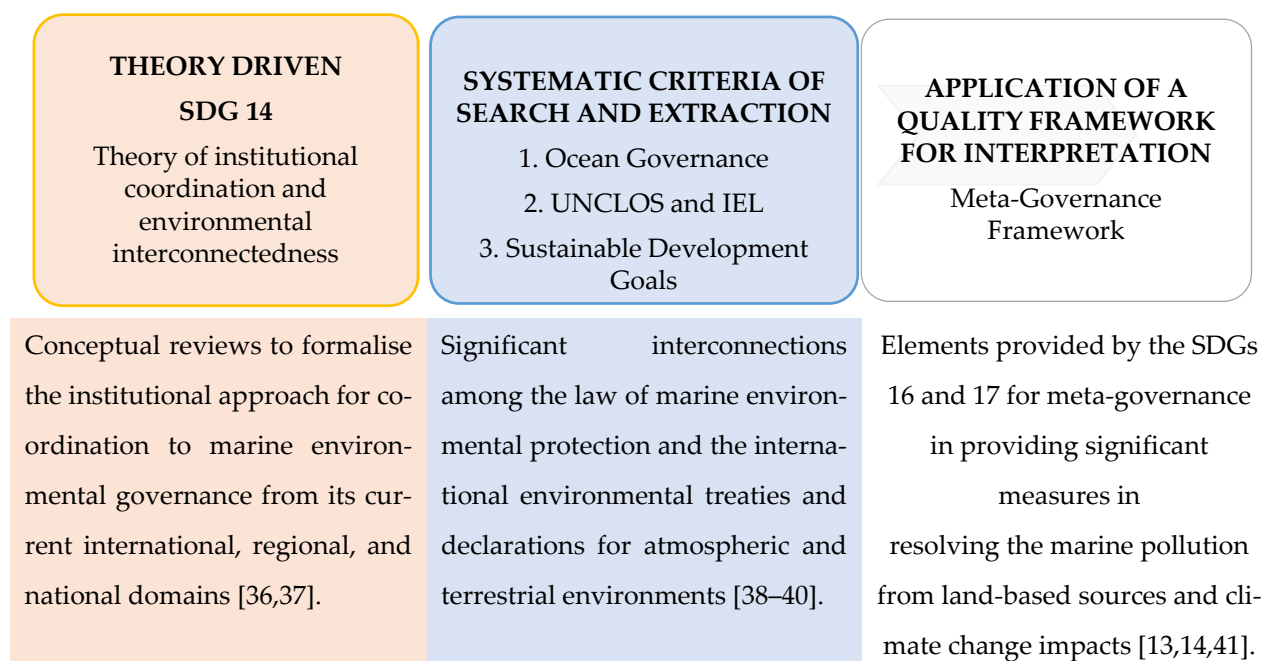 THEORY DRIVEN
SDG 14
Theory of institutional
coordination and
environmental
interconnectedness
SYSTEMATIC CRITERIA OF
SEARCH AND EXTRACTION
1. Ocean Governance
2. UNCLOS and IEL
3. Sustainable Development
Goals
APPLICATION OF A
QUALITY FRAMEWORK
FOR INTERPRETATION
Meta-Governance
Framework
Conceptual reviews to formalise
the institutional approach for co-
ordination to marine environ-
mental governance from its cur-
rent international, regional, and
national domains [36,37].
Significant interconnections
among the law of marine environ-
mental protection and the interna-
tional environmental treaties and
declarations for atmospheric and
terrestrial environments [38–40].
Elements provided by the SDGs
16 and 17 for meta-governance
in providing significant
measures in
resolving the marine pollution
from land-based sources and cli-
mate change impacts [13,14,41].